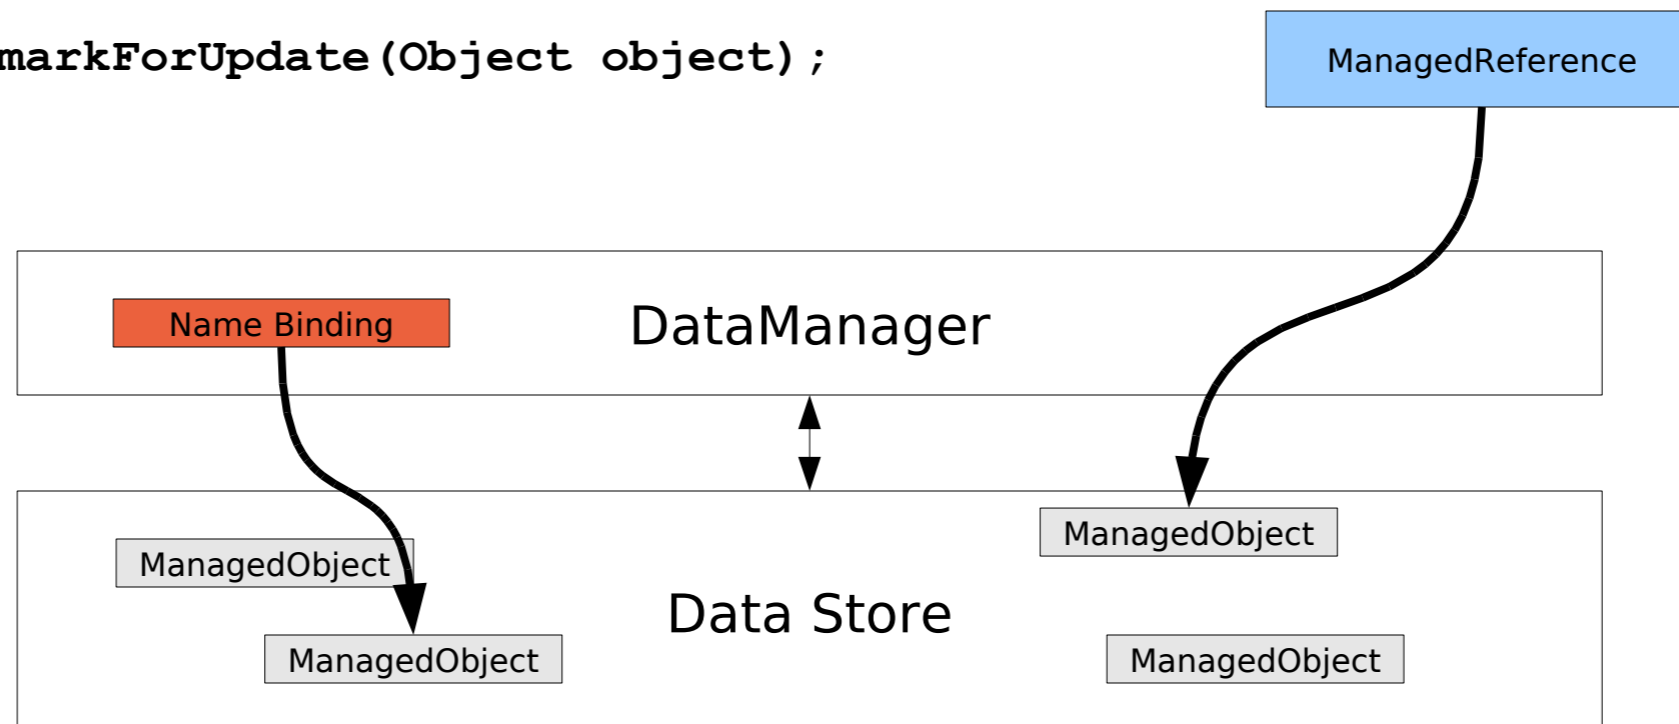 markForUpdate(Object object);
ManagedReference
Name Binding
DataManager
ManagedObject
ManagedObject
Data Store
ManagedObject
ManagedObject